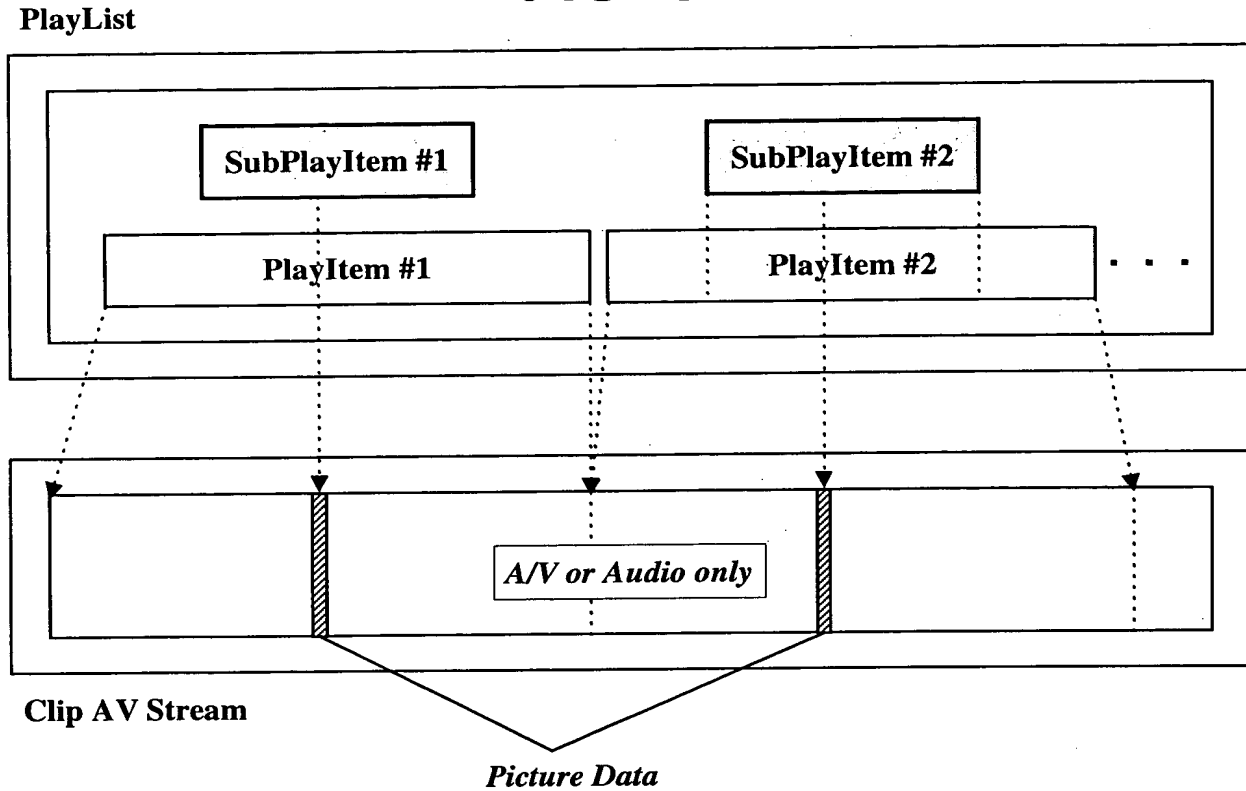 PlayList
SubPlayItem #1
SubPlayItem #2
PlayItem #1
PlayItem #2
. . .
A/V or Audio only
Clip AV Stream
Picture Data